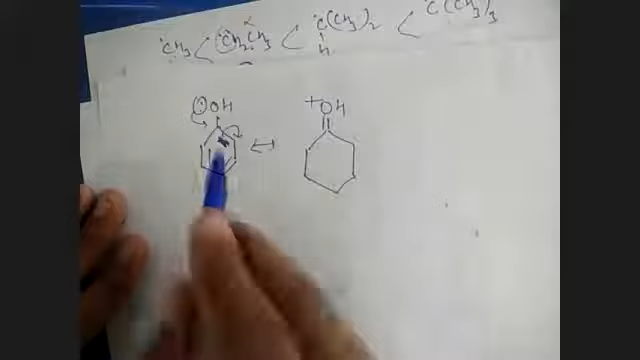 ĊH₃ < ĊH₂CH₃ < Ċ(CH₃)₂ < Ċ(CH₃)₃
α
H
:OH ↔ +OH